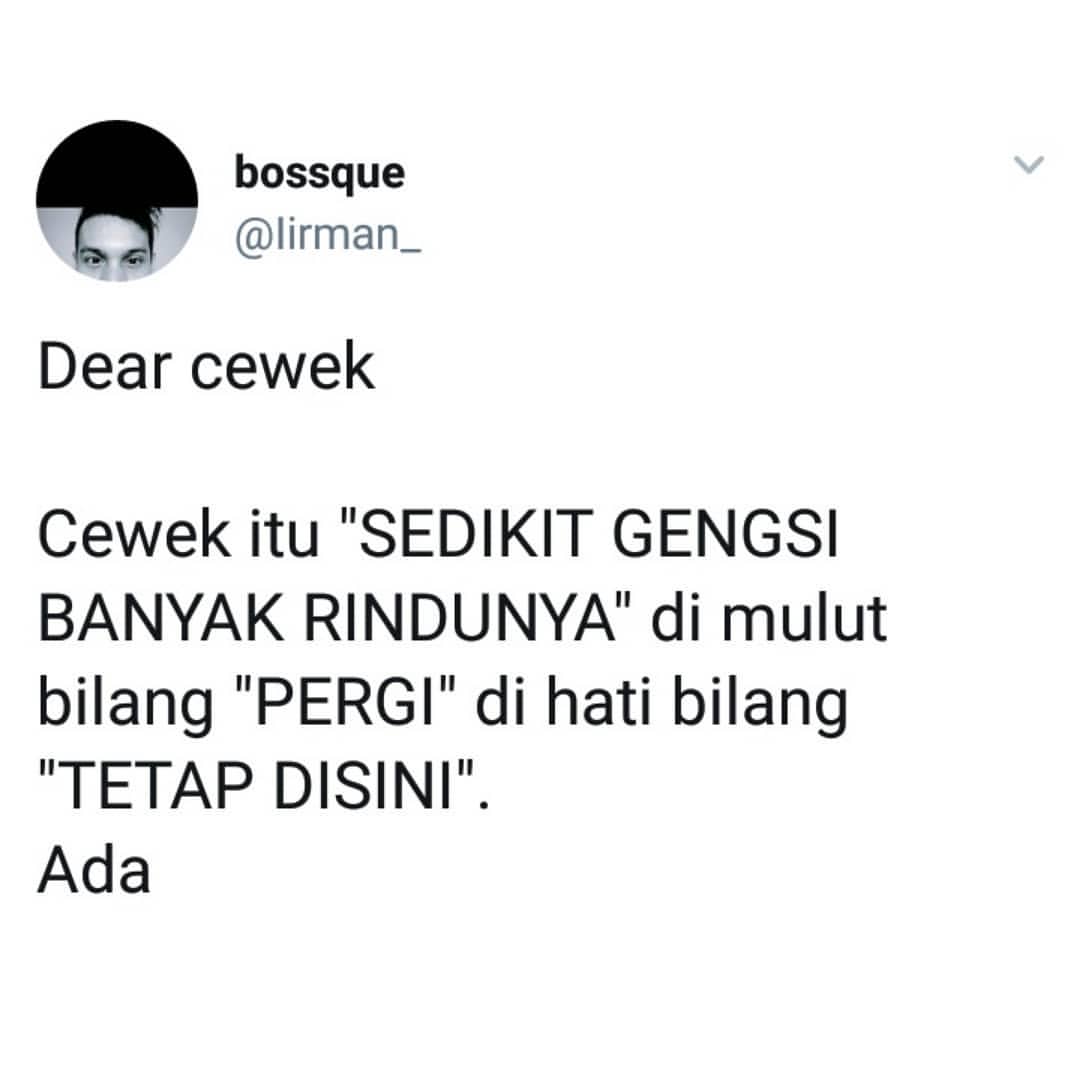 bossque
@lirman_
Dear cewek
Cewek itu "SEDIKIT GENGSI
BANYAK RINDUNYA" di mulut
bilang "PERGI" di hati bilang
"TETAP DISINI".
Ada